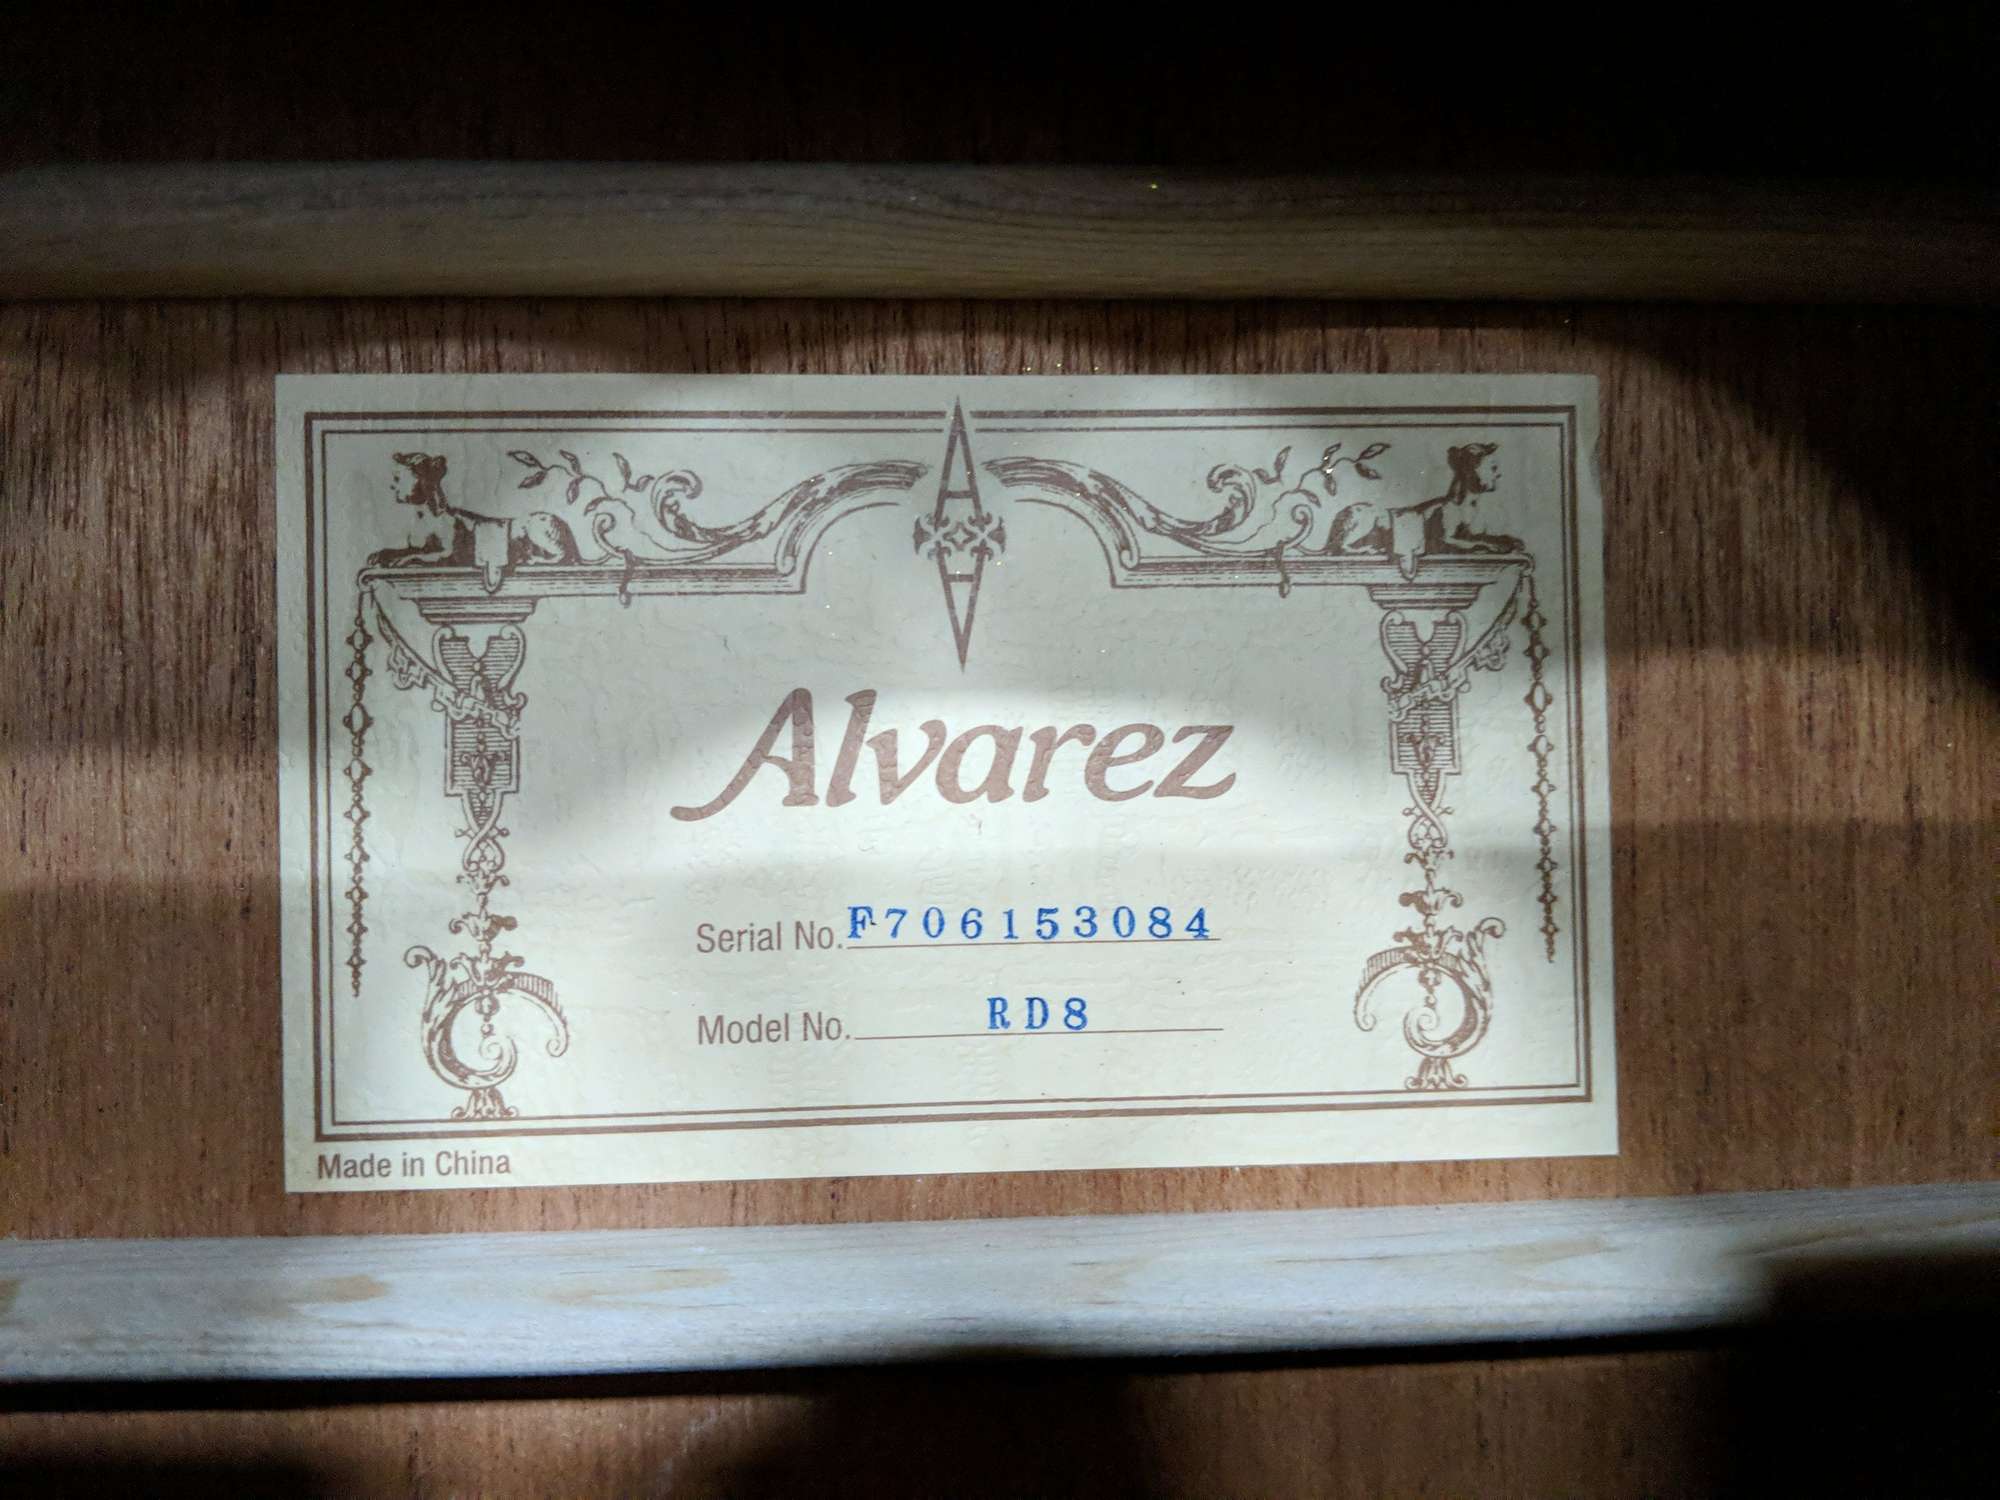 Alvarez
Serial No. F706153084
Model No. RD8
Made in China